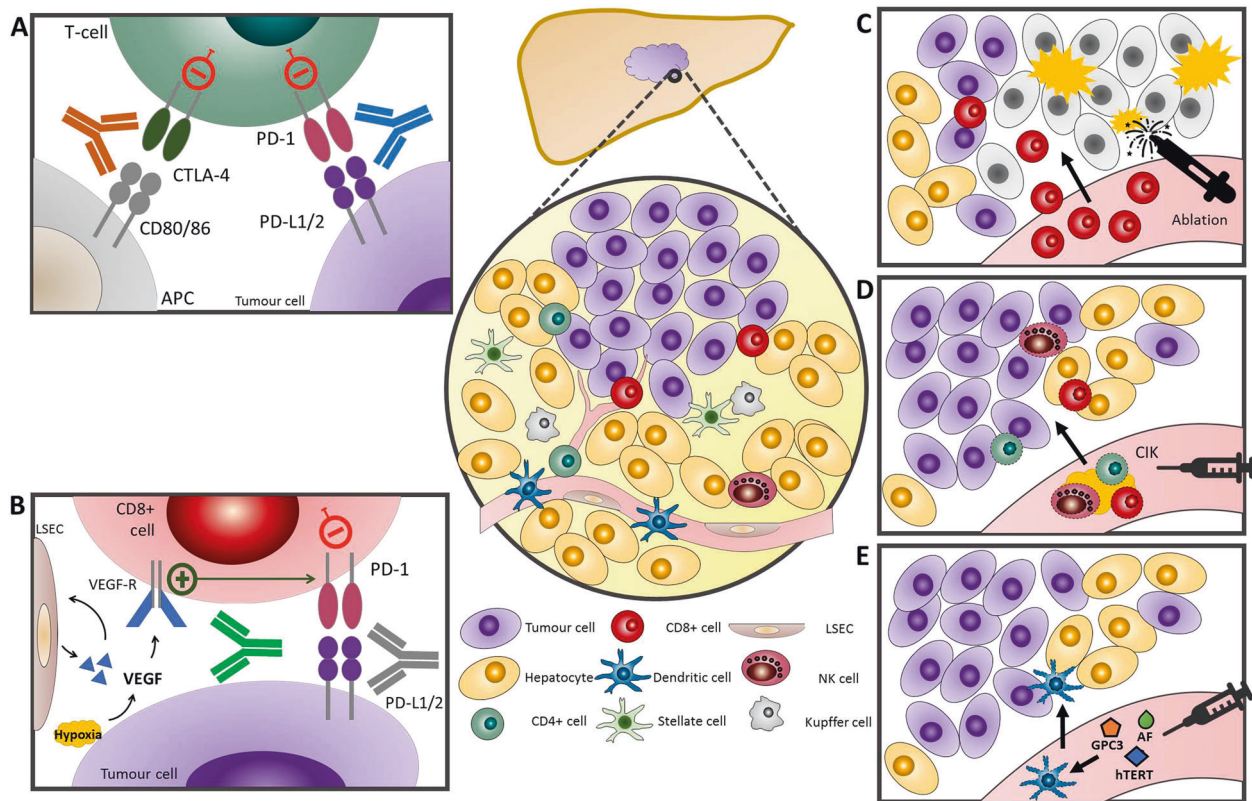 A
T-cell
PD-1
CTLA-4
PD-L1/2
CD80/86
APC
Tumour cell
B
LSEC
CD8+
cell
VEGF-R
PD-1
VEGF
Hypoxia
PD-L1/2
Tumour cell
Tumour cell
CD8+ cell
LSEC
Hepatocyte
Dendritic cell
NK cell
CD4+ cell
Stellate cell
Kupffer cell
C
Ablation
D
CIK
E
GPC3
AF
hTERT